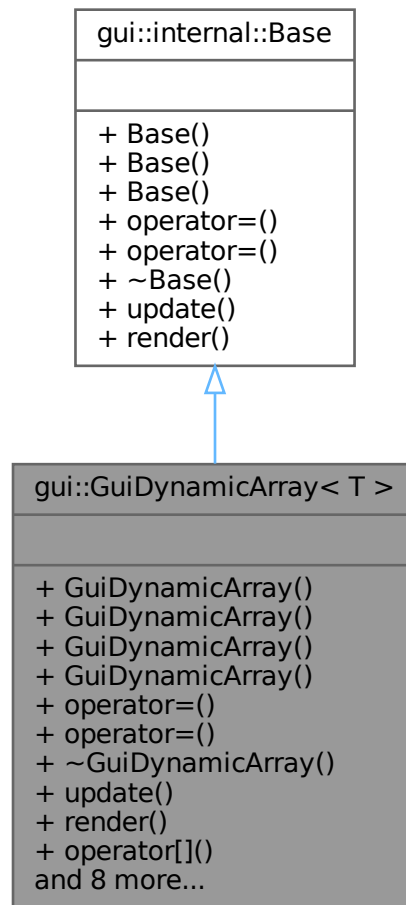 gui::internal::Base
+ Base()
+ Base()
+ Base()
+ operator=()
+ operator=()
+ ~Base()
+ update()
+ render()
gui::GuiDynamicArray< T >
+ GuiDynamicArray()
+ GuiDynamicArray()
+ GuiDynamicArray()
+ GuiDynamicArray()
+ operator=()
+ operator=()
+ ~GuiDynamicArray()
+ update()
+ render()
+ operator[]()
and 8 more...